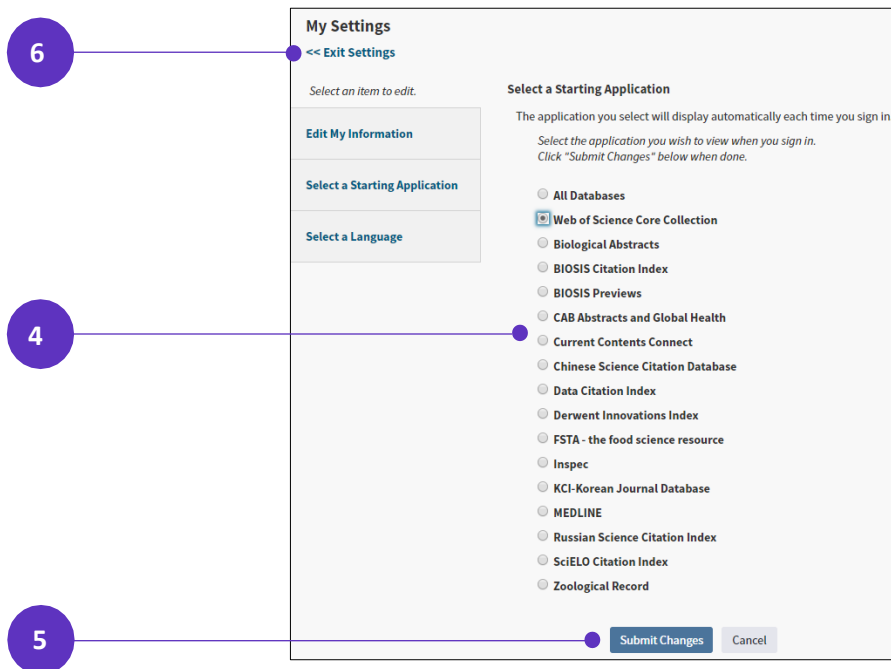 My Settings
6
<< Exit Settings
Select an item to edit.
Edit My Information
Select a Starting Application
Select a Language
Select a Starting Application
The application you select will display automatically each time you sign in
Select the application you wish to view when you sign in.
Click "Submit Changes" below when done.
All Databases
Web of Science Core Collection
Biological Abstracts
BIOSIS Citation Index
BIOSIS Previews
CAB Abstracts and Global Health
4
Current Contents Connect
Chinese Science Citation Database
Data Citation Index
Derwent Innovations Index
FSTA - the food science resource
Inspec
KCI-Korean Journal Database
MEDLINE
Russian Science Citation Index
SciELO Citation Index
Zoological Record
5
Submit Changes
Cancel